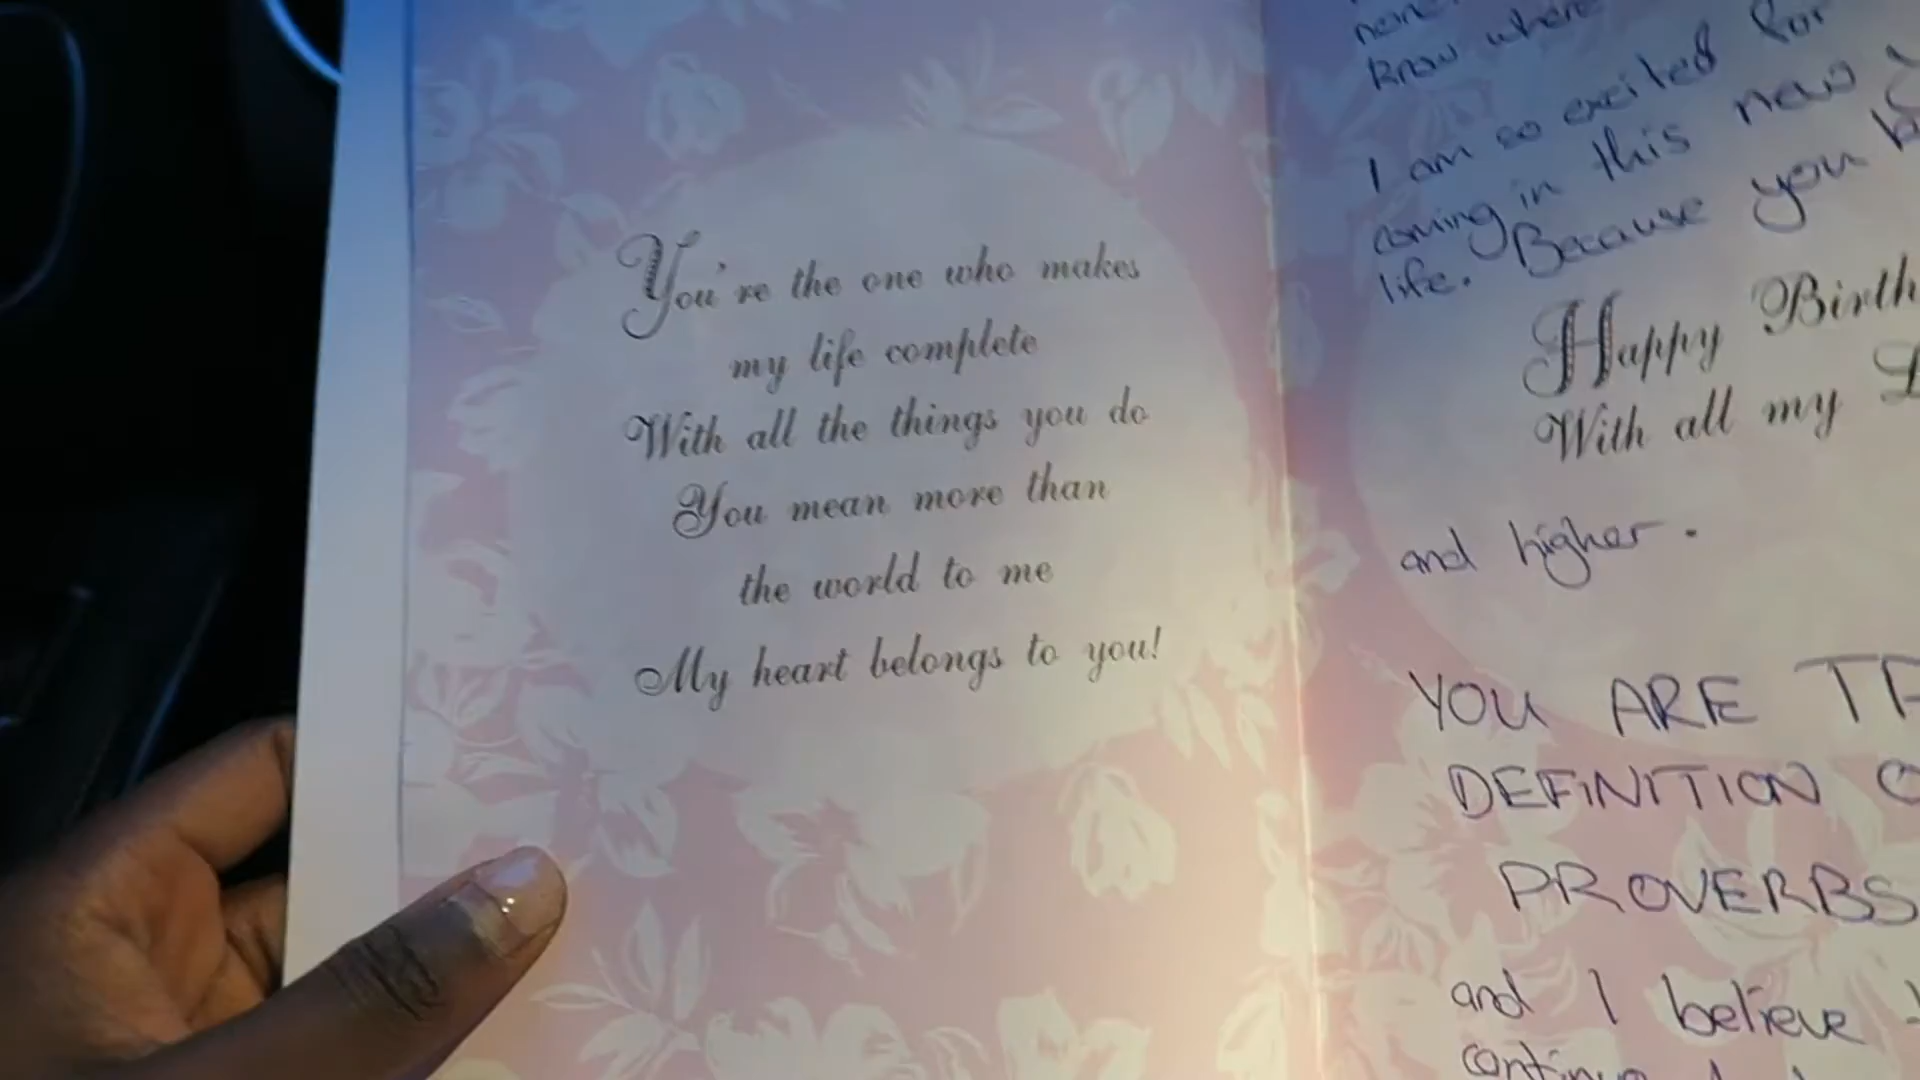 You're the one who makes
my life complete
With all the things you do
You mean more than
the world to me
My heart belongs to you!
know where
I am so excited for
coming in this new
life. Because you
Happy
With all my
and higher.
YOU ARE
DEFINITION
PROVERBS
and I believe